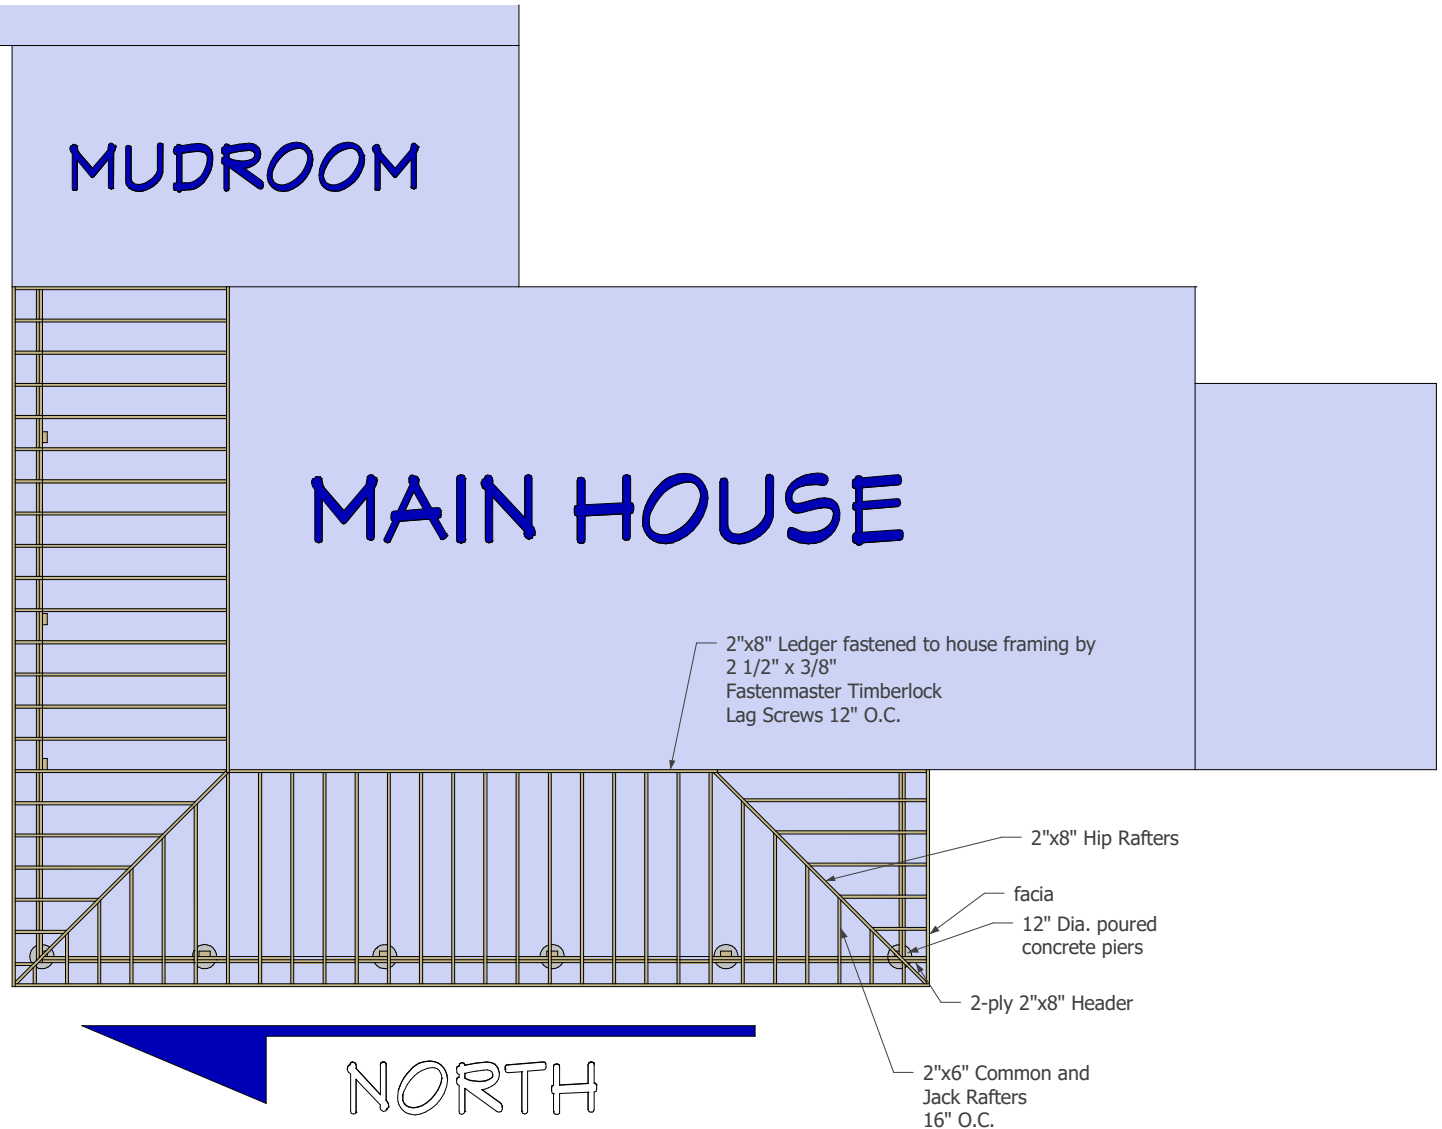 MUDROOM
MAIN HOUSE
2"x8" Ledger fastened to house framing by
2 1/2" x 3/8"
Fastenmaster Timberlock
Lag Screws 12" O.C.
2"x8" Hip Rafters
facia
12" Dia. poured
concrete piers
2-ply 2"x8" Header
2"x6" Common and
Jack Rafters
16" O.C.
NORTH